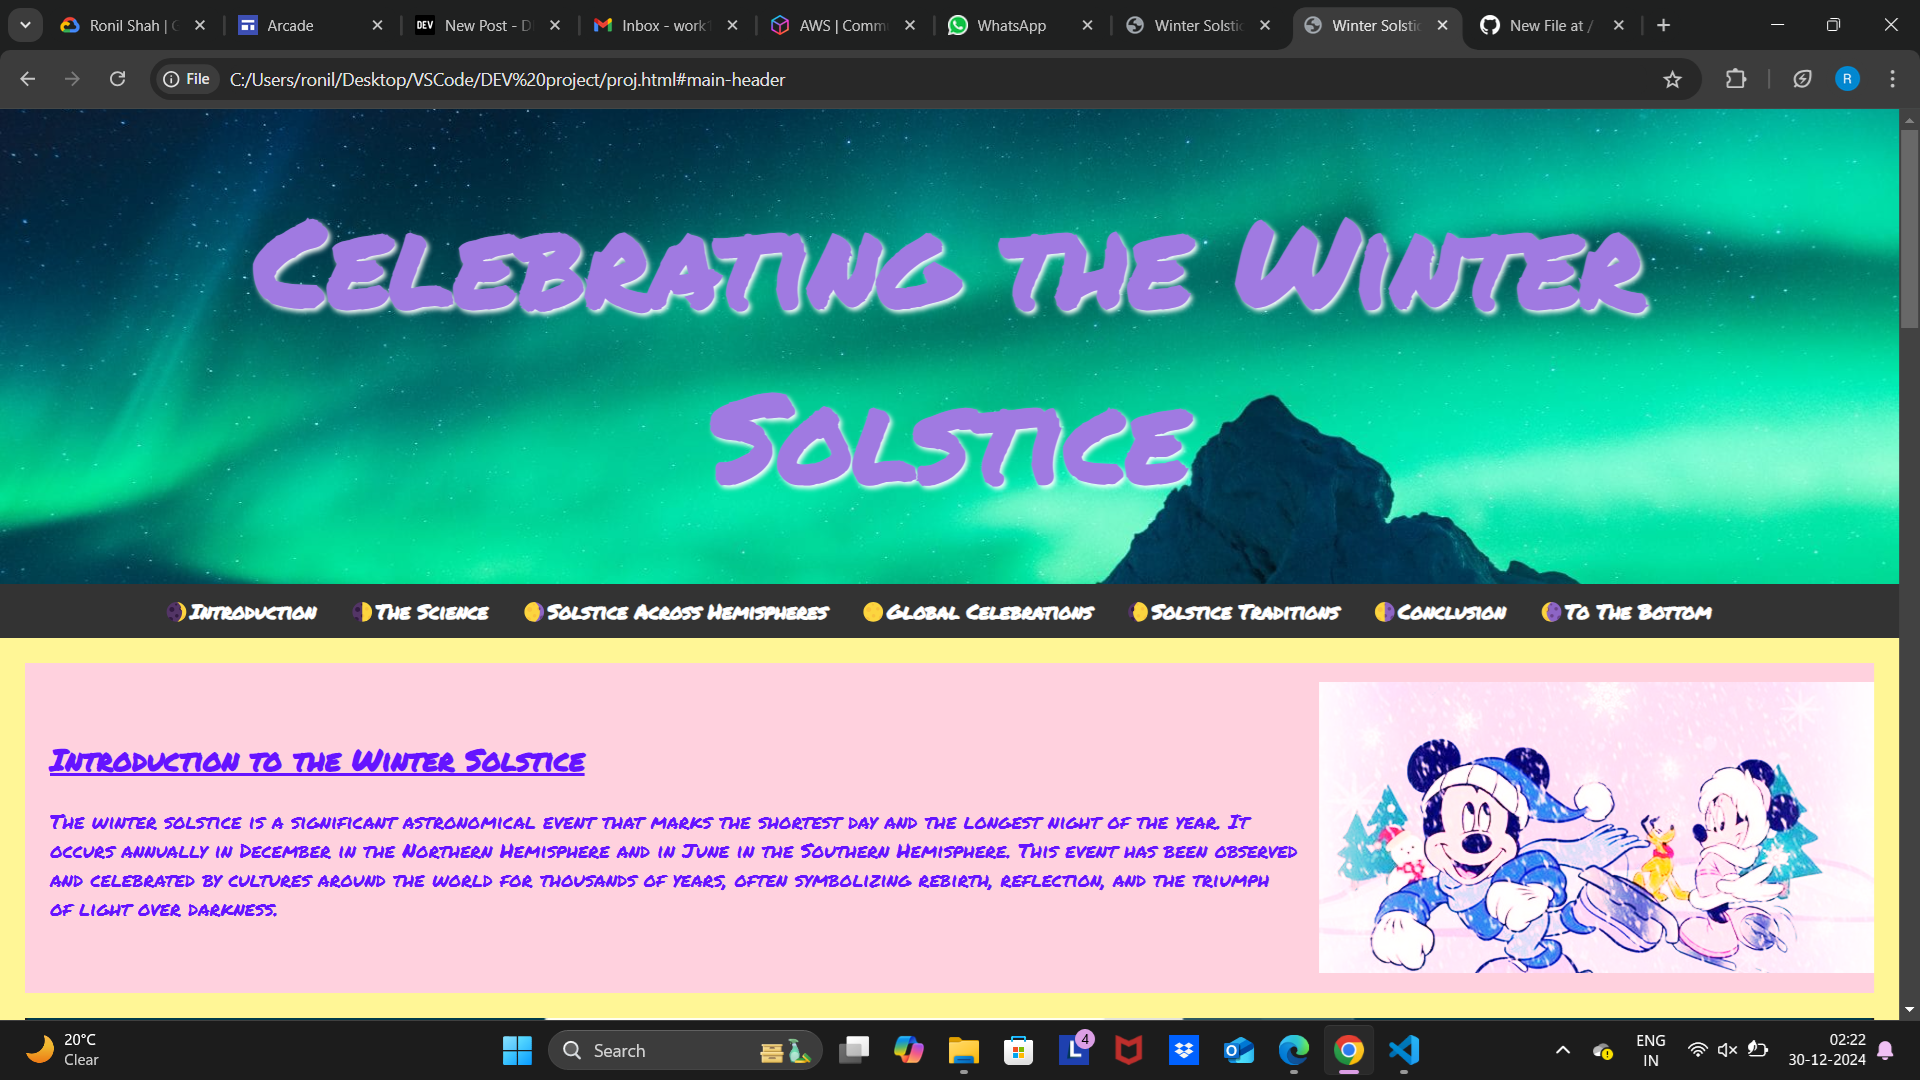 Ronil Shah | G
Arcade
DEV
New Post - D
Inbox - work
AWS | Comm
WhatsApp
Winter Solstic
Winter Solstic
New File at /
File
C:/Users/ronil/Desktop/VSCode/DEV%20project/proj.html#main-header
R
Celebrating the Winter
Solstice
Introduction
The Science
Solstice Across Hemispheres
Global Celebrations
Solstice Traditions
Conclusion
To The Bottom
Introduction to the Winter Solstice
The winter solstice is a significant astronomical event that marks the shortest day and the longest night of the year. It
occurs annually in December in the Northern Hemisphere and in June in the Southern Hemisphere. This event has been observed
and celebrated by cultures around the world for thousands of years, often symbolizing rebirth, reflection, and the triumph
of light over darkness.
20°C
Clear
Search
L
4
ENG
IN
02:22
30-12-2024